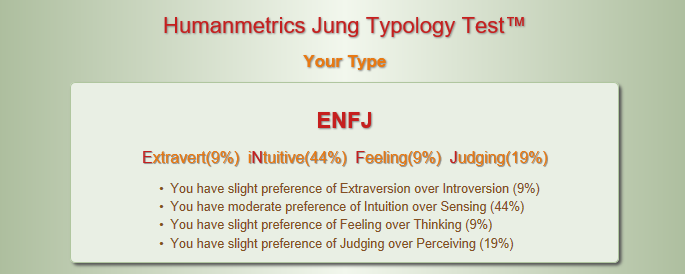 Humanmetrics Jung Typology Test™
Your Type
ENFJ
Extravert(9%) iNtuitive(44%) Feeling(9%) Judging(19%)
• You have slight preference of Extraversion over Introversion (9%)
• You have moderate preference of Intuition over Sensing (44%)
• You have slight preference of Feeling over Thinking (9%)
• You have slight preference of Judging over Perceiving (19%)